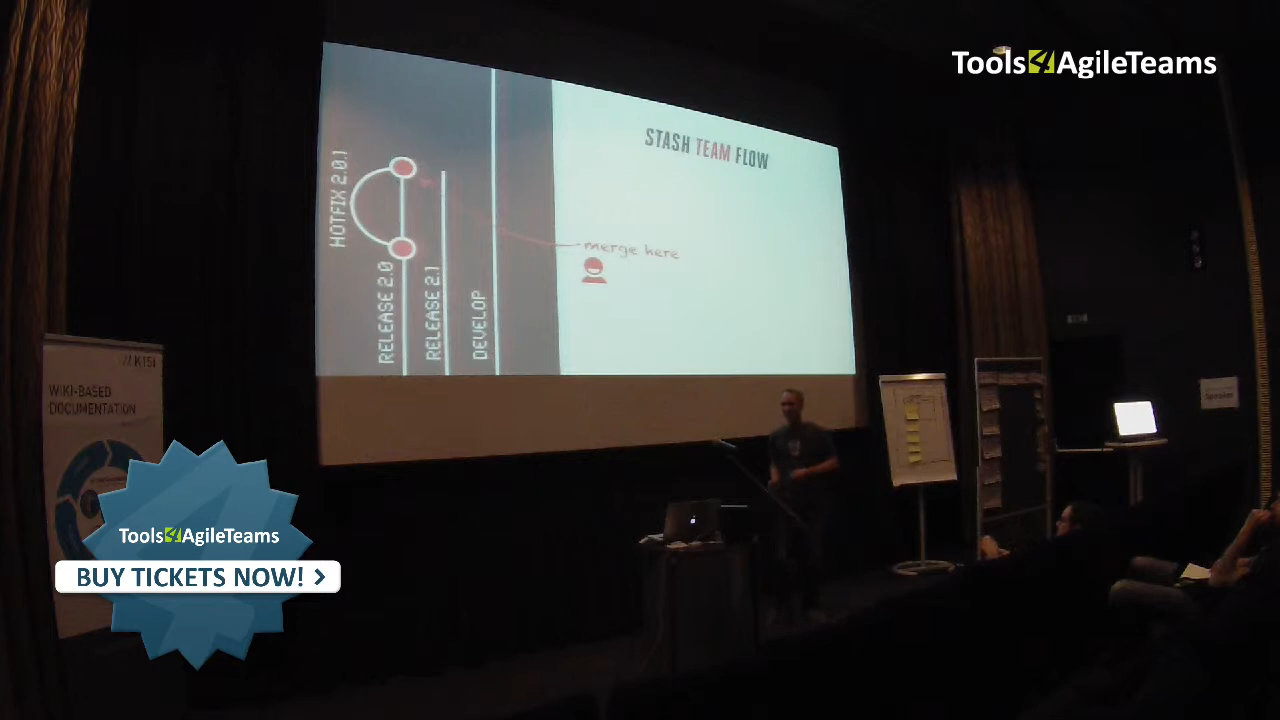 Tools4AgileTeams
STASH TEAM FLOW
HOTFIX 2.0.1
merge here
RELEASE 2.0
RELEASE 2.1
DEVELOP
// K15t
WIKI-BASED
DOCUMENTATION
Tools4AgileTeams
BUY TICKETS NOW! >